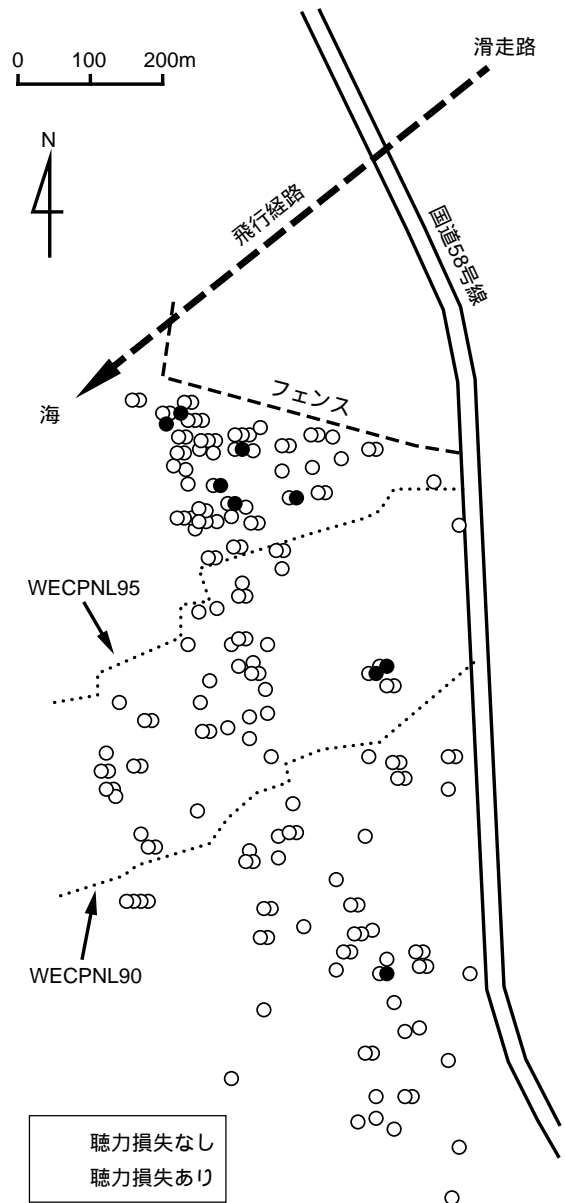 滑走路
0 100 200m
N
飛行経路
国道58号線
海
フェンス
WECPNL95
WECPNL90
聴力損失なし
聴力損失あり